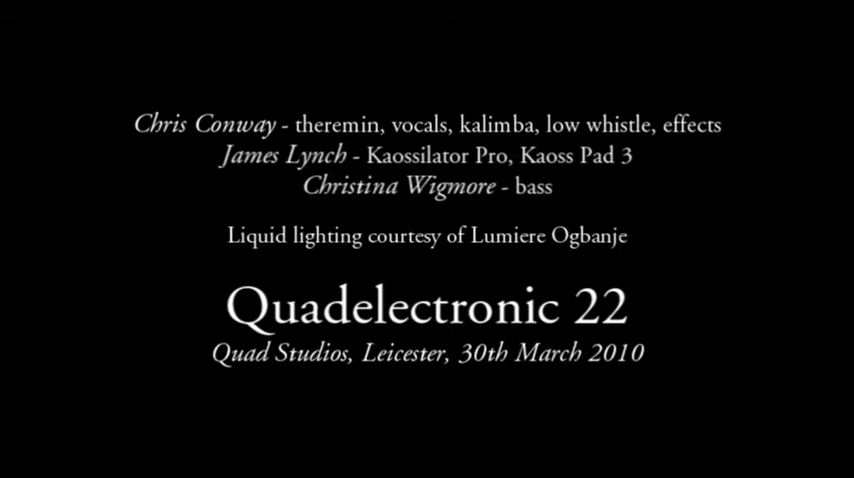 Chris Conway - theremin, vocals, kalimba, low whistle, effects
James Lynch - Kaossilator Pro, Kaoss Pad 3
Christina Wigmore - bass
Liquid lighting courtesy of Lumiere Ogbanje
Quadelectronic 22
Quad Studios, Leicester, 30th March 2010